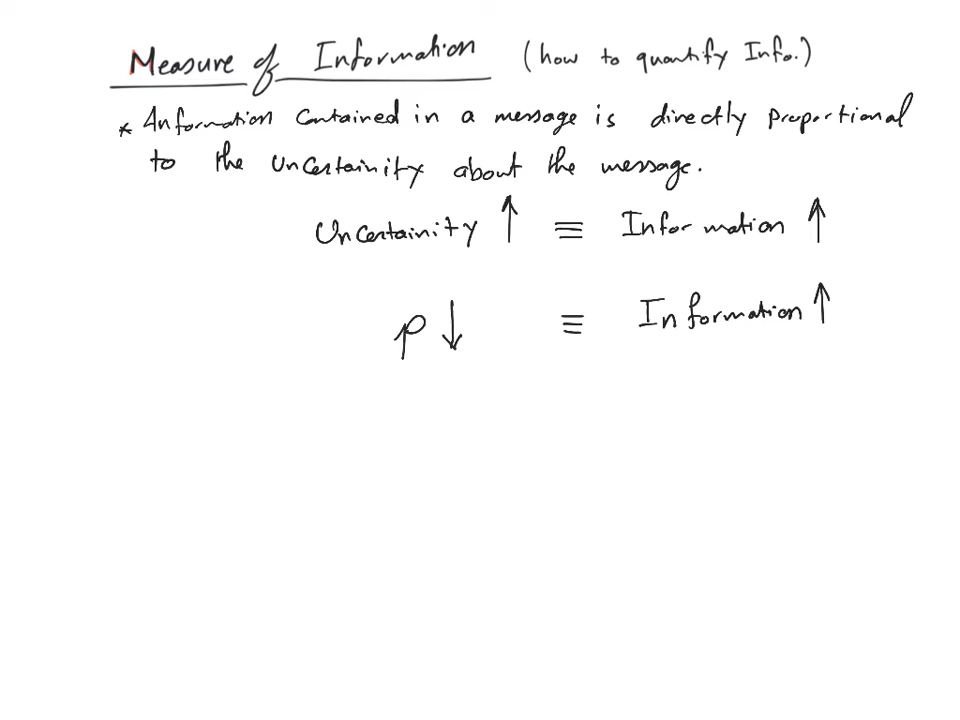 Measure of Information (how to quantify Info.)
* Information Contained in a message is directly proportional
to the Uncertainity about the message.
Uncertainity ↑ ≡ Information ↑
P ↓ ≡ Information ↑